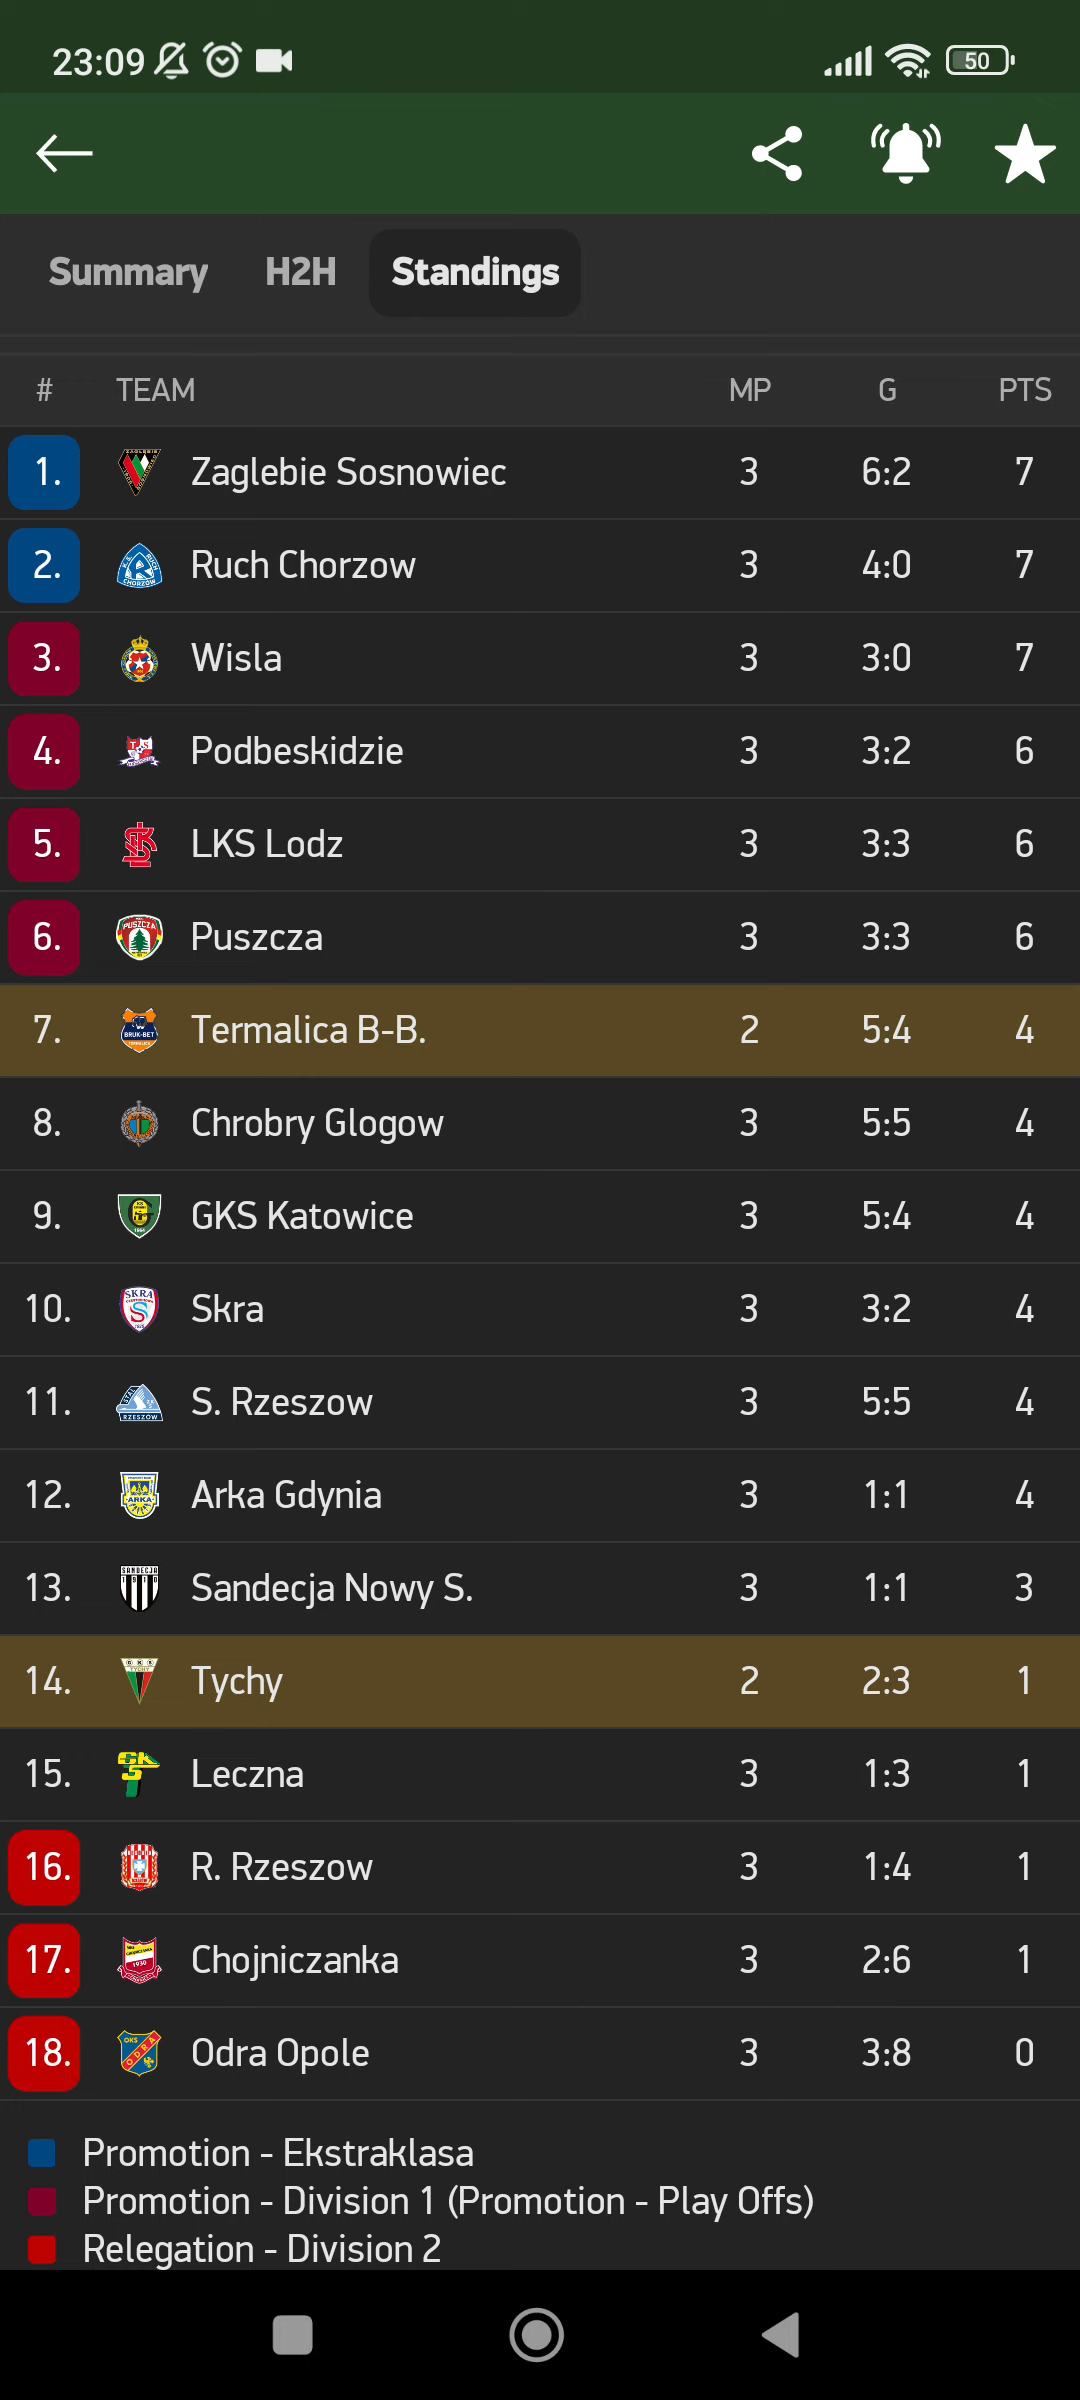 23:09 50
Summary H2H Standings
# TEAM MP G PTS
1. Zaglebie Sosnowiec 3 6:2 7
2. Ruch Chorzow 3 4:0 7
3. Wisla 3 3:0 7
4. Podbeskidzie 3 3:2 6
5. LKS Lodz 3 3:3 6
6. Puszcza 3 3:3 6
7. Termalica B-B. 2 5:4 4
8. Chrobry Glogow 3 5:5 4
9. GKS Katowice 3 5:4 4
10. Skra 3 3:2 4
11. S. Rzeszow 3 5:5 4
12. Arka Gdynia 3 1:1 4
13. Sandecja Nowy S. 3 1:1 3
14. Tychy 2 2:3 1
15. Leczna 3 1:3 1
16. R. Rzeszow 3 1:4 1
17. Chojniczanka 3 2:6 1
18. Odra Opole 3 3:8 0
Promotion - Ekstraklasa
Promotion - Division 1 (Promotion - Play Offs)
Relegation - Division 2